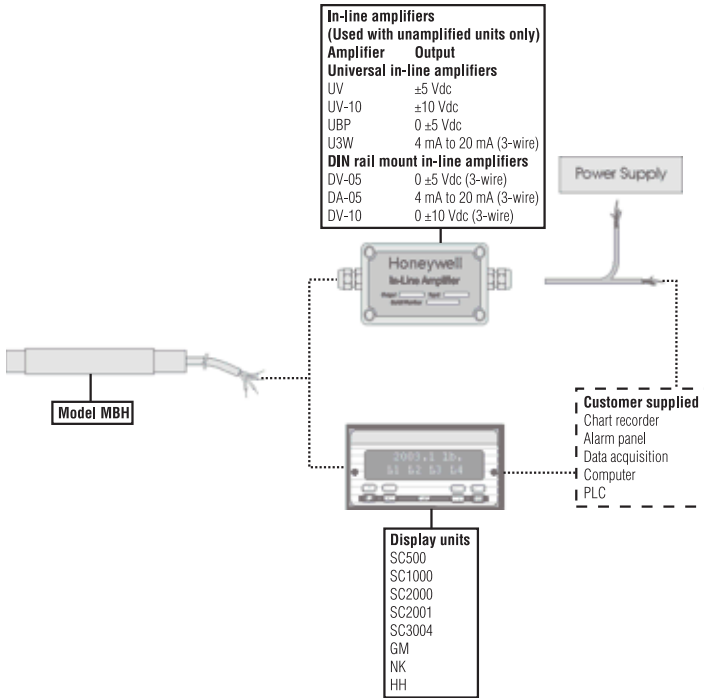 In-line amplifiers
(Used with unamplified units only)
Amplifier Output
Universal in-line amplifiers
UV ±5 Vdc
UV-10 ±10 Vdc
UBP 0 ±5 Vdc
U3W 4 mA to 20 mA (3-wire)
DIN rail mount in-line amplifiers
DV-05 0 ±5 Vdc (3-wire)
DA-05 4 mA to 20 mA (3-wire)
DV-10 0 ±10 Vdc (3-wire)
Power Supply
Honeywell
In-Line Amplifier
Model MBH
Customer supplied
Chart recorder
Alarm panel
Data acquisition
Computer
PLC
2003.1 lb.
L1 L2 L3 L4
Display units
SC500
SC1000
SC2000
SC2001
SC3004
GM
NK
HH